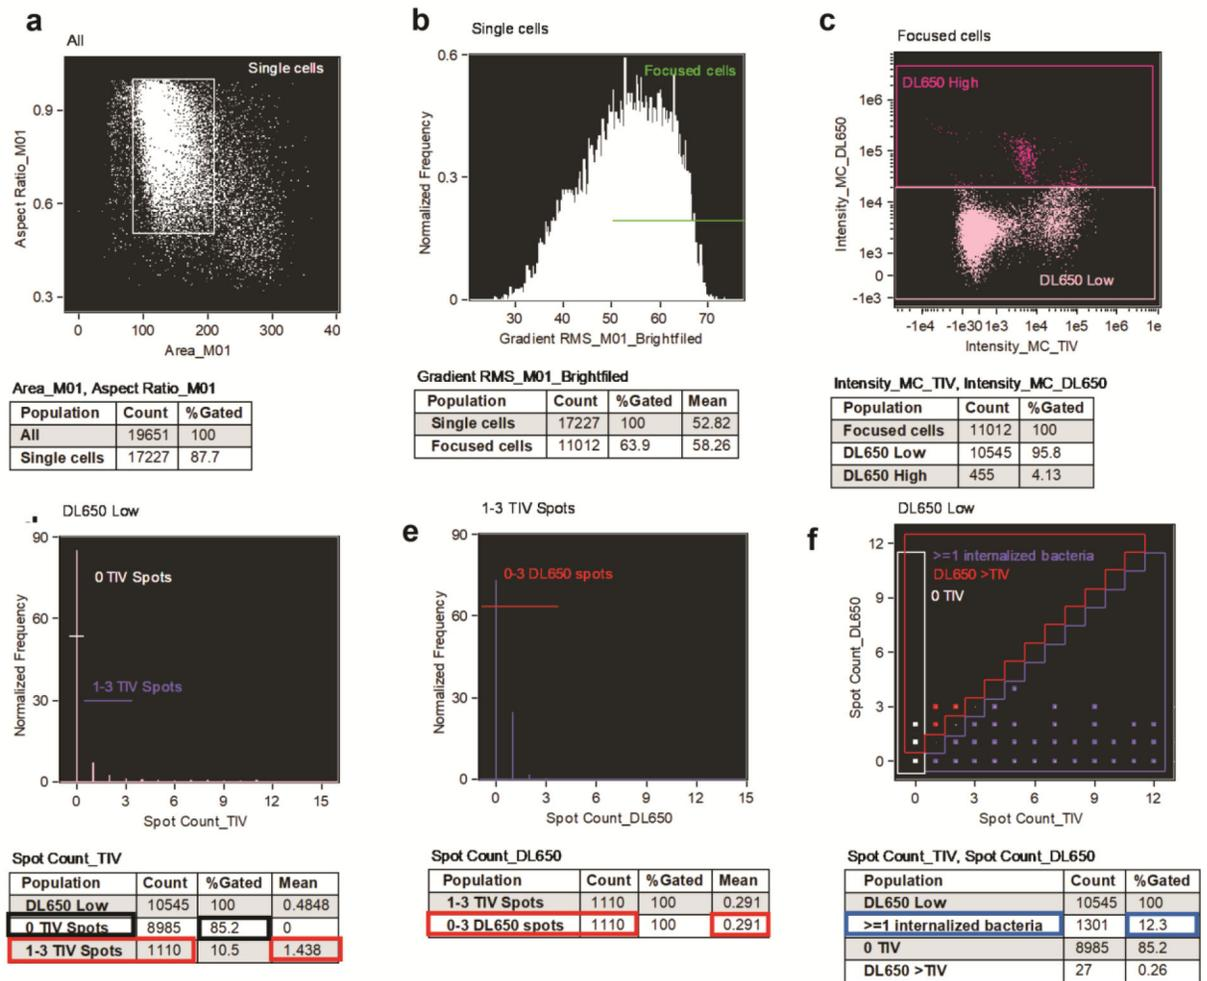 a
All
Single cells
0.9
0.6
0.3
Aspect Ratio_M01
0 100 200 300 40
Area_M01
Area_M01, Aspect Ratio_M01
Population Count %Gated
All 19651 100
Single cells 17227 87.7
b
Single cells
Focused cells
0.6
0.3
0
Normalized Frequency
30 40 50 60 70
Gradient RMS_M01_Brightfiled
Gradient RMS_M01_Brightfiled
Population Count %Gated Mean
Single cells 17227 100 52.82
Focused cells 11012 63.9 58.26
c
Focused cells
DL650 High
DL650 Low
1e6
1e5
1e4
1e3
0
-1e3
Intensity_MC_DL650
-1e4 -1e30 1e3 1e4 1e5 1e6 1e
Intensity_MC_TIV
Intensity_MC_TIV, Intensity_MC_DL650
Population Count %Gated
Focused cells 11012 100
DL650 Low 10545 95.8
DL650 High 455 4.13
DL650 Low
0 TIV Spots
1-3 TIV Spots
90
60
30
0
Normalized Frequency
0 3 6 9 12 15
Spot Count_TIV
Spot Count_TIV
Population Count %Gated Mean
DL650 Low 10545 100 0.4848
0 TIV Spots 8985 85.2 0
1-3 TIV Spots 1110 10.5 1.438
e
1-3 TIV Spots
0-3 DL650 spots
90
60
30
0
Normalized Frequency
0 3 6 9 12 15
Spot Count_DL650
Spot Count_DL650
Population Count %Gated Mean
1-3 TIV Spots 1110 100 0.291
0-3 DL650 spots 1110 100 0.291
f
DL650 Low
>=1 internalized bacteria
DL650 >TIV
0 TIV
12
9
6
3
0
Spot Count_DL650
0 3 6 9 12
Spot Count_TIV
Spot Count_TIV, Spot Count_DL650
Population Count %Gated
DL650 Low 10545 100
>=1 internalized bacteria 1301 12.3
0 TIV 8985 85.2
DL650 >TIV 27 0.26